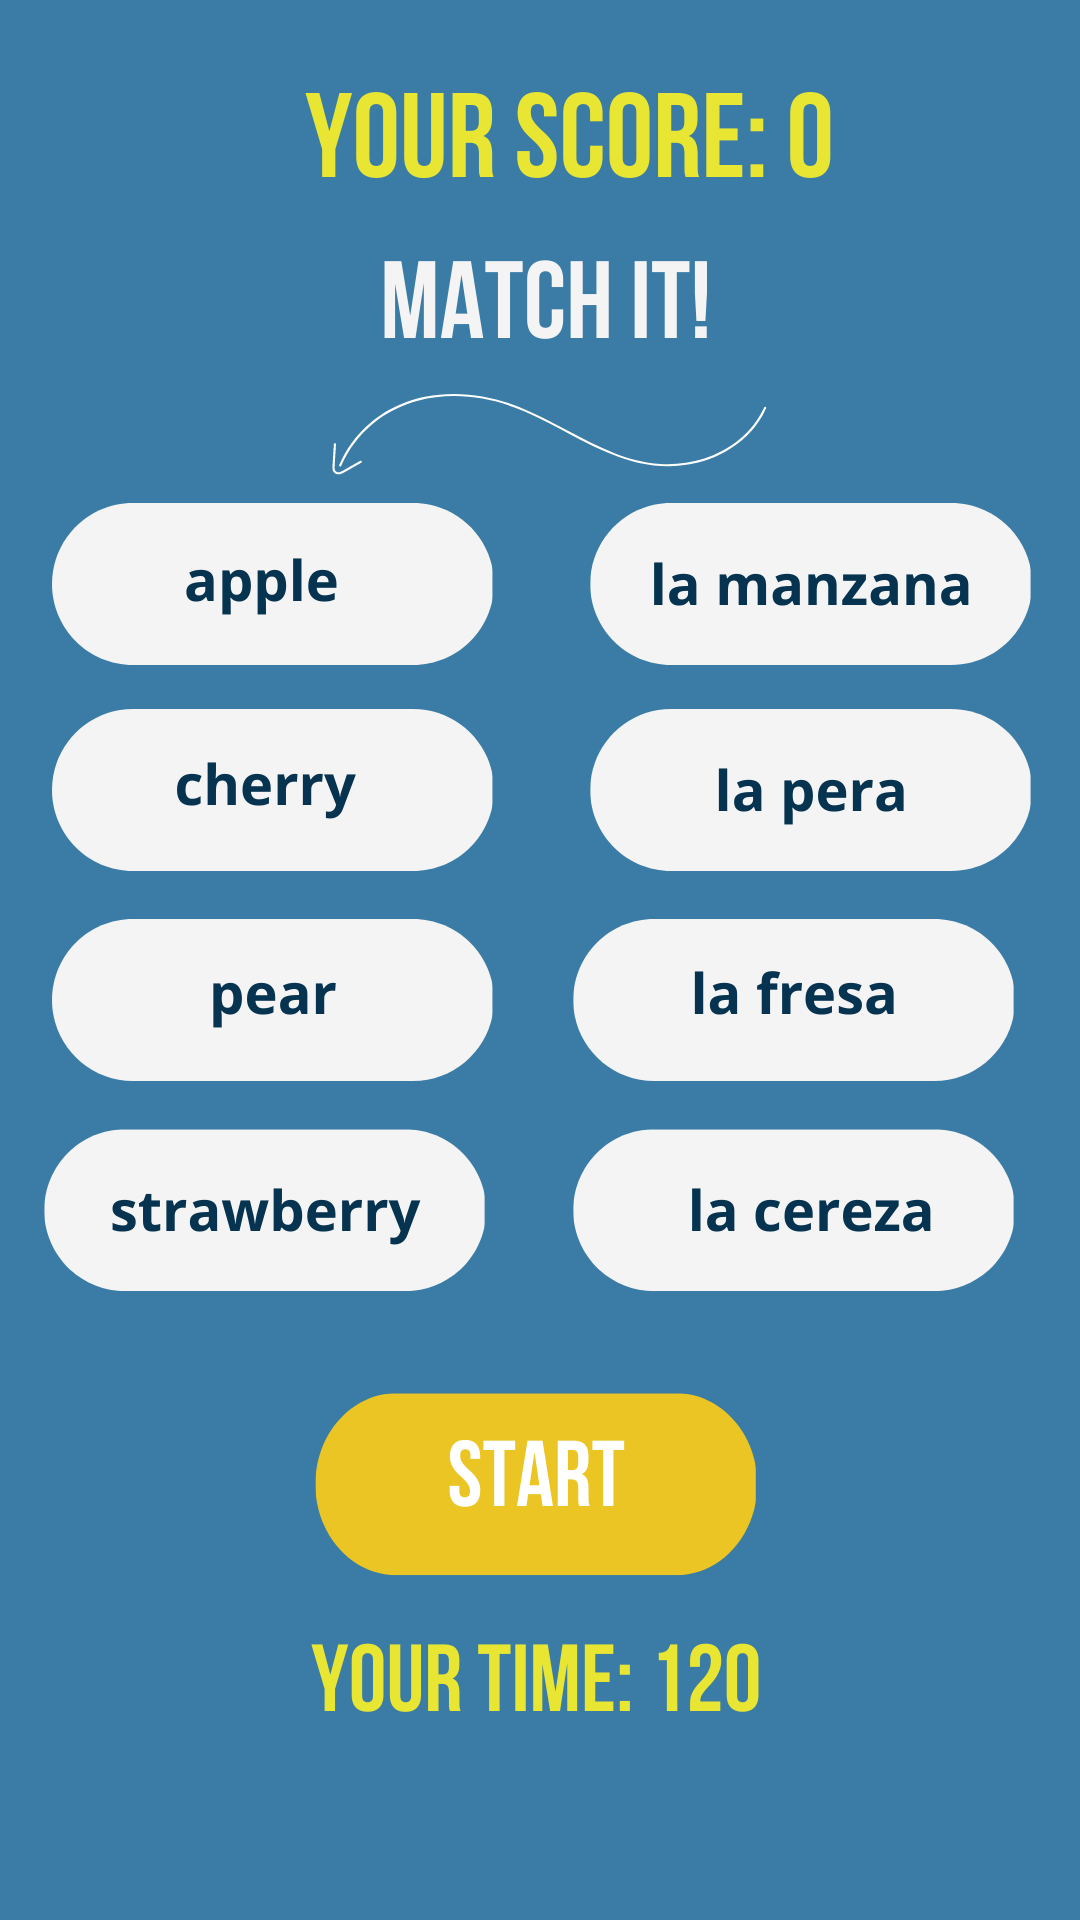 YOUR SCORE: 0
MATCH IT!
apple
la manzana
cherry
la pera
pear
la fresa
strawberry
la cereza
START
YOUR TIME: 120